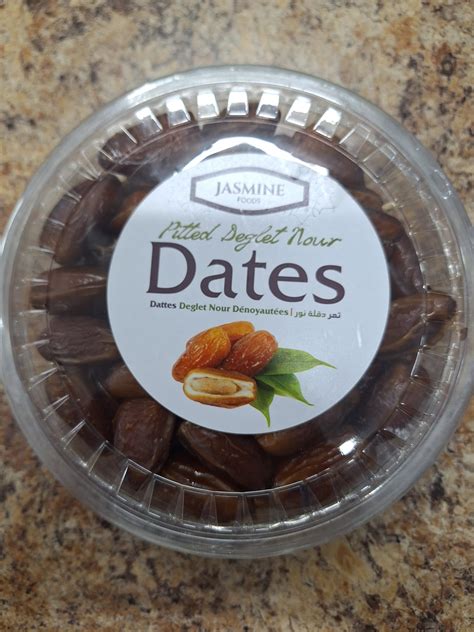 JASMINE
FOODS
Pitted Deglet Nour
Dates
Dattes Deglet Nour Dénoyautées | تمر دقلة نور